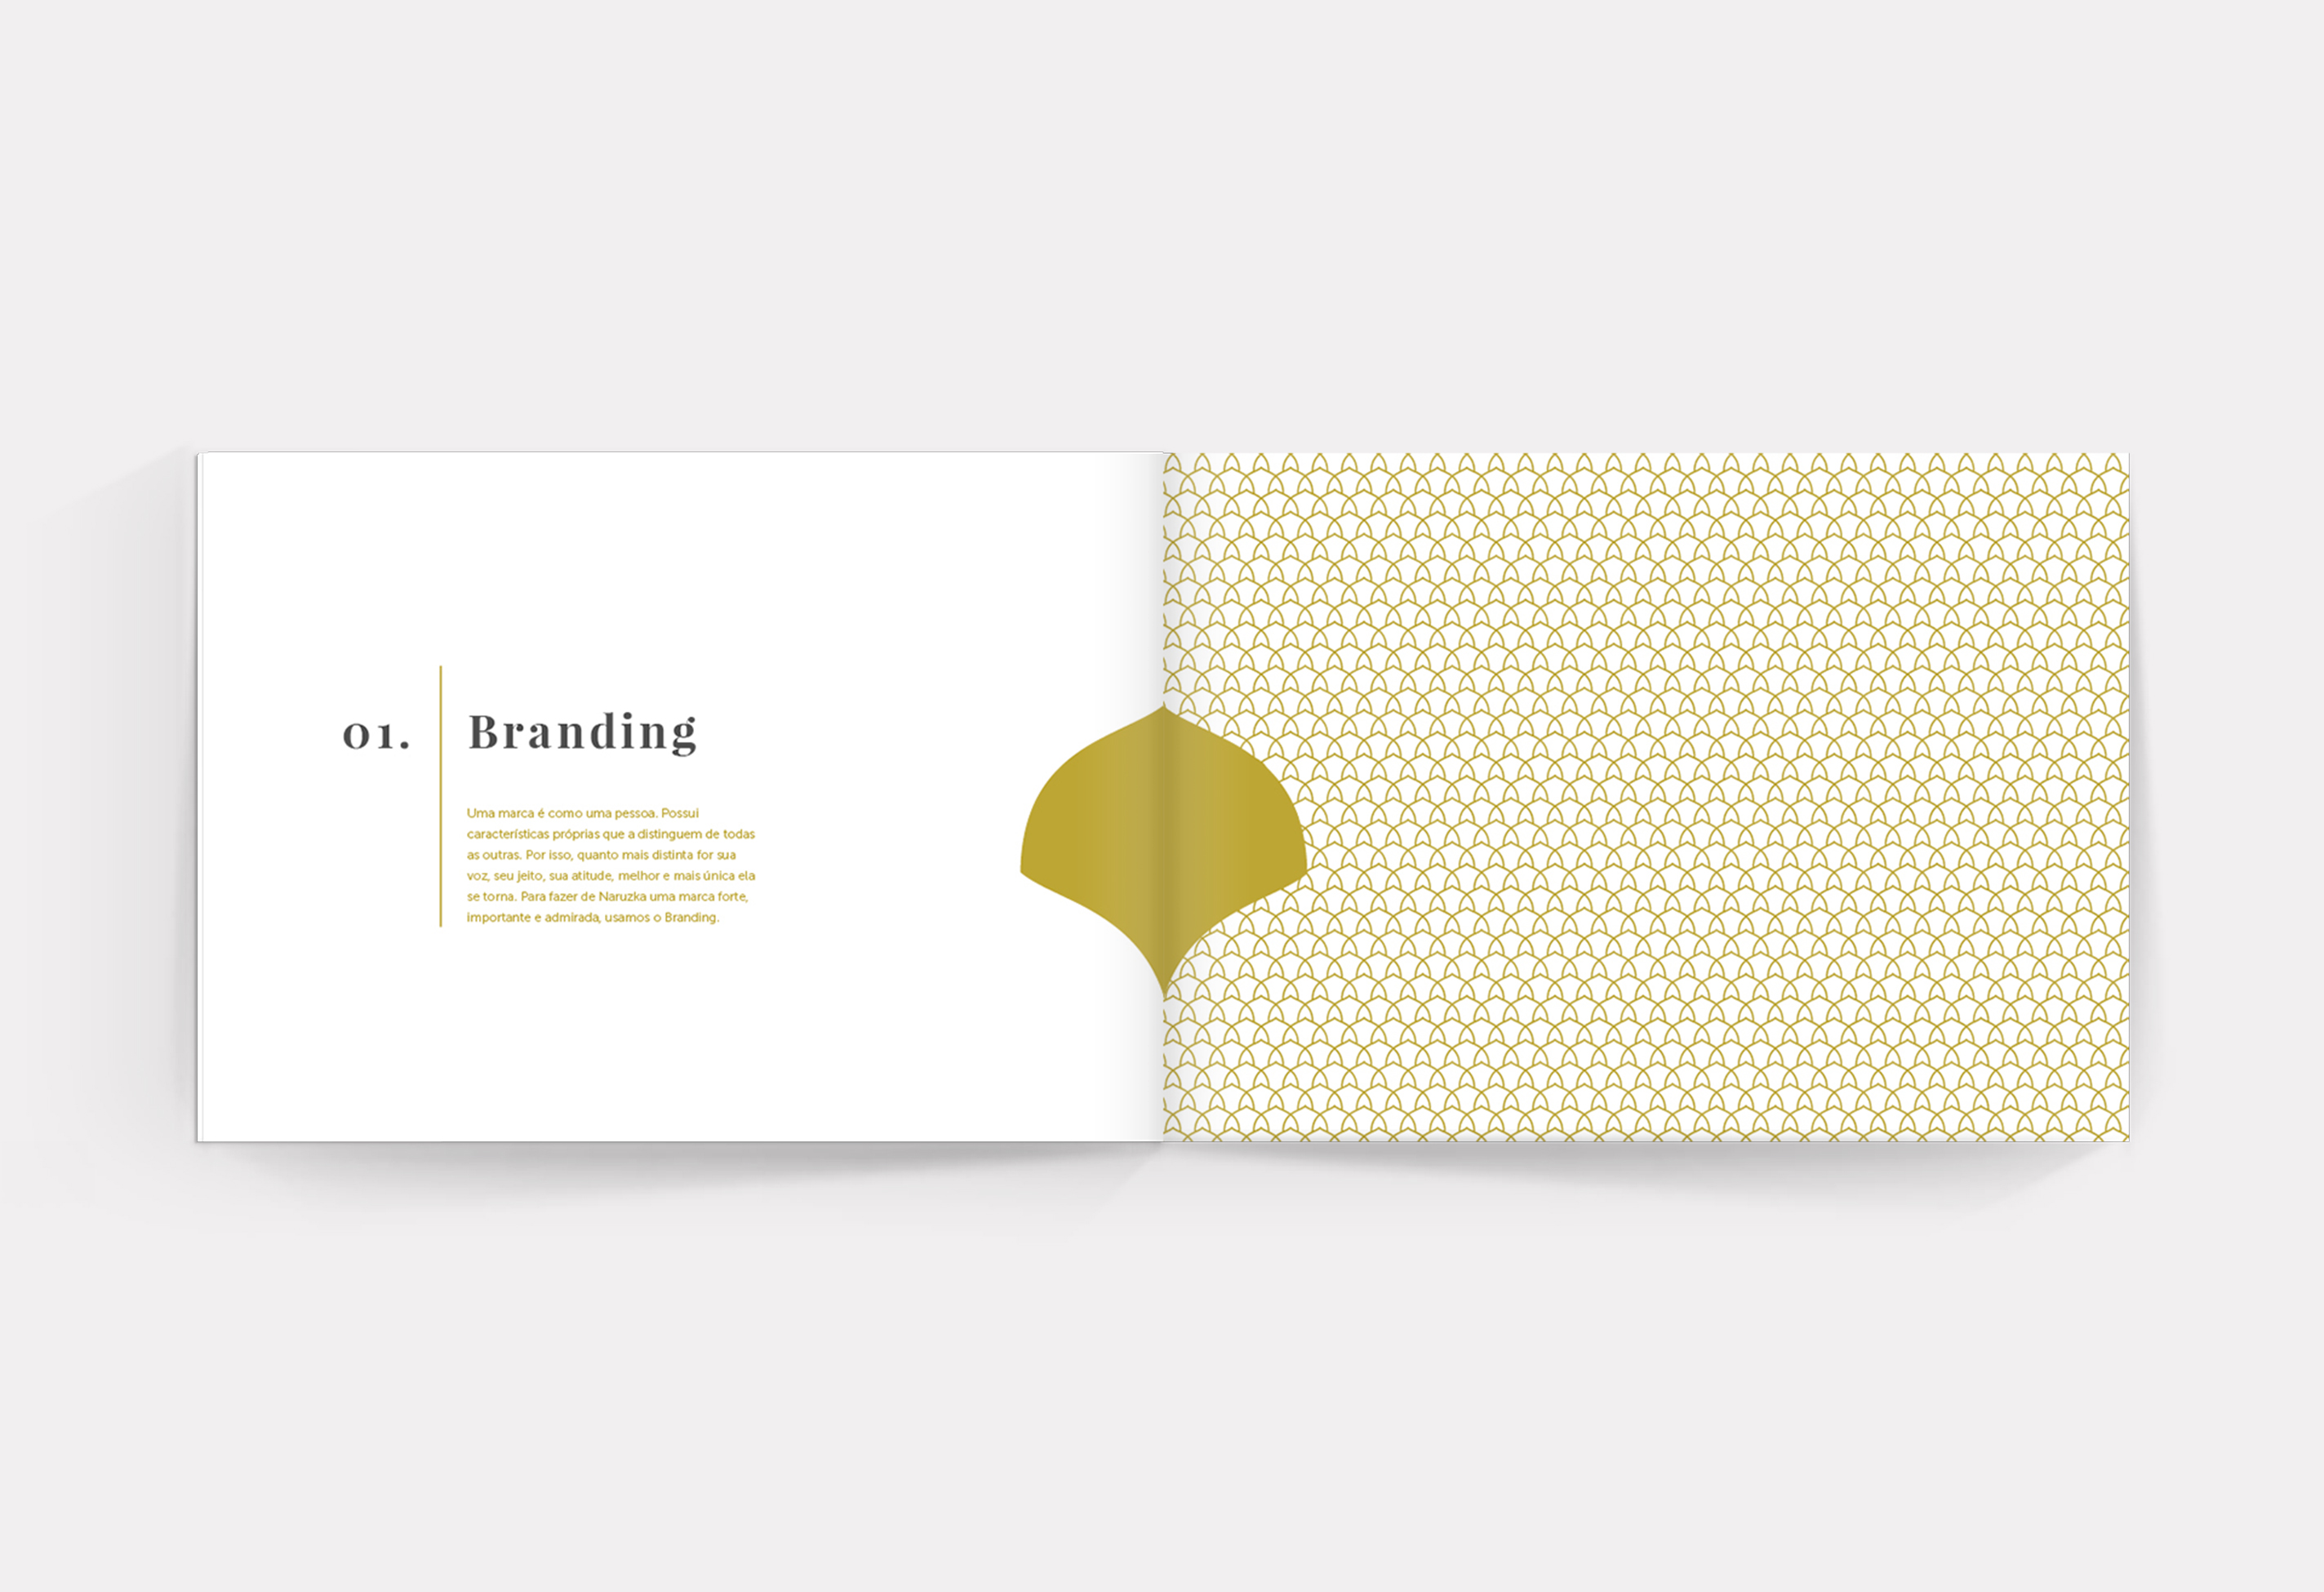 01.
Branding
Uma marca é como uma pessoa. Possui
características próprias que a distinguem de todas
as outras. Por isso, quanto mais distinta for sua
voz, seu jeito, sua atitude, melhor e mais única ela
se torna. Para fazer de Naruzka uma marca forte,
importante e admirada, usamos o Branding.